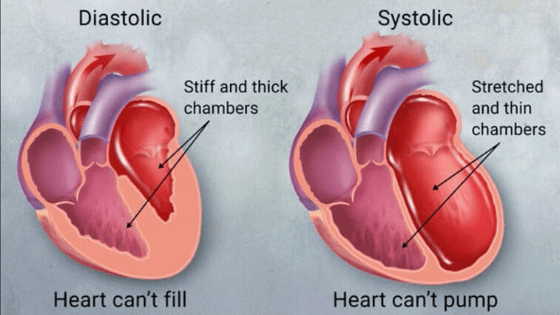 Diastolic
Systolic
Stiff and thick
chambers
Stretched
and thin
chambers
Heart can't fill
Heart can't pump